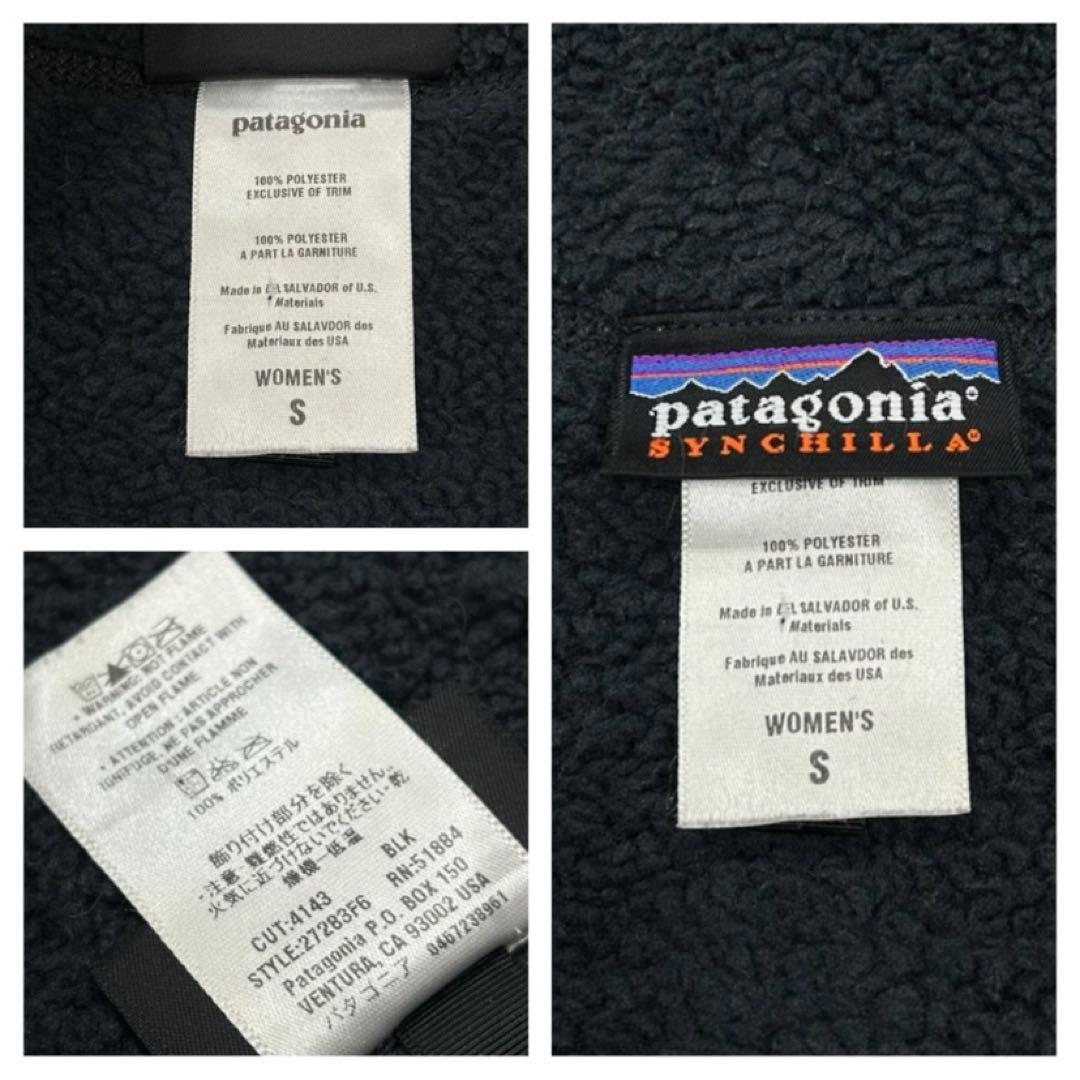 patagonia
100% POLYESTER
EXCLUSIVE OF TRIM
100% POLYESTER
A PART LA GARNITURE
Made in EL SALVADOR of U.S.
Materials
Fabrique AU SALAVDOR des
Materiaux des USA
WOMEN'S
S
patagonia®
SYNCHILLA®
EXCLUSIVE OF TRIM
100% POLYESTER
A PART LA GARNITURE
Made in EL SALVADOR of U.S.
Materials
Fabrique AU SALAVDOR des
Materiaux des USA
WOMEN'S
S
• WARNING: NOT FLAME
RETARDANT, AVOID CONTACT WITH
OPEN FLAME
• ATTENTION: ARTICLE NON
IGNIFUGE, NE PAS APPROCHER
D'UNE FLAMME
100% ポリエステル
飾り付け部分を除く
・注意、難燃性ではありません。
火気に近づけないでください・乾
燥機ー低温
CUT:4143 BLK
STYLE:27283F6 RN:51884
Patagonia P.O. BOX 150
VENTURA, CA 93002 USA
パタゴニア 0467238961